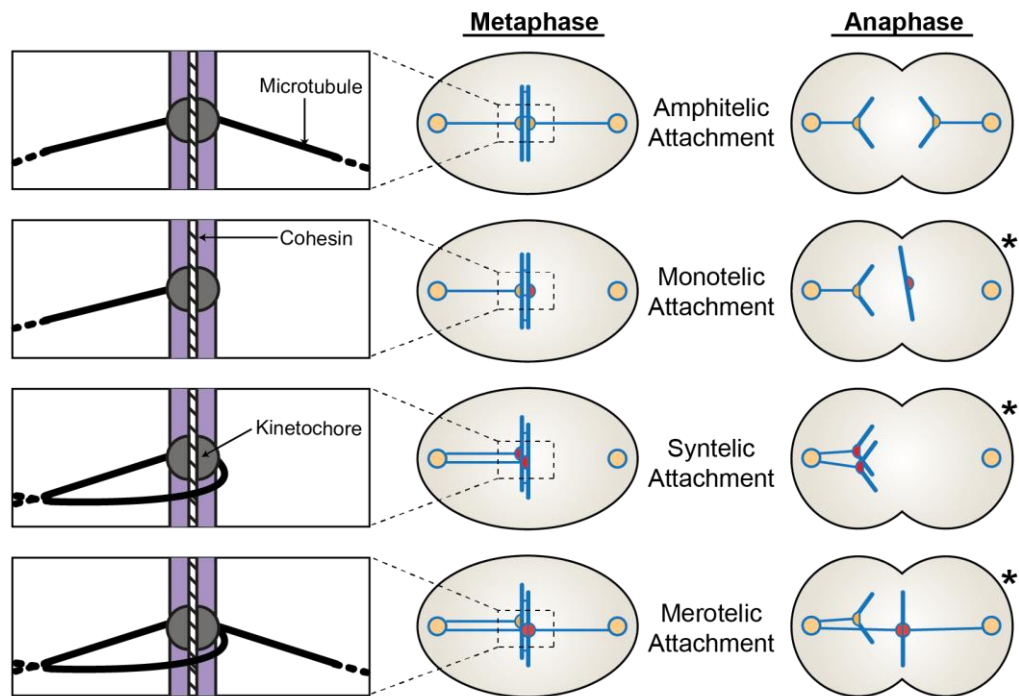 Metaphase
Anaphase
Microtubule
Amphitelic
Attachment
Cohesin
Monotelic
Attachment
*
Kinetochore
Syntelic
Attachment
*
Merotelic
Attachment
*